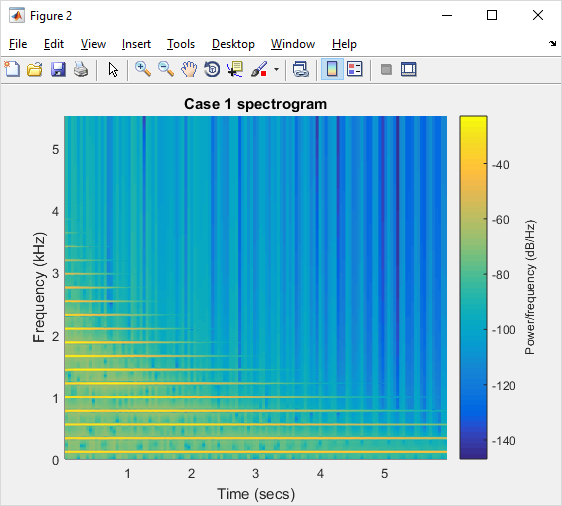 Figure 2
File Edit View Insert Tools Desktop Window Help
Case 1 spectrogram
5
4
3
2
1
0
Frequency (kHz)
1 2 3 4 5
Time (secs)
-40
-60
-80
-100
-120
-140
Power/frequency (dB/Hz)